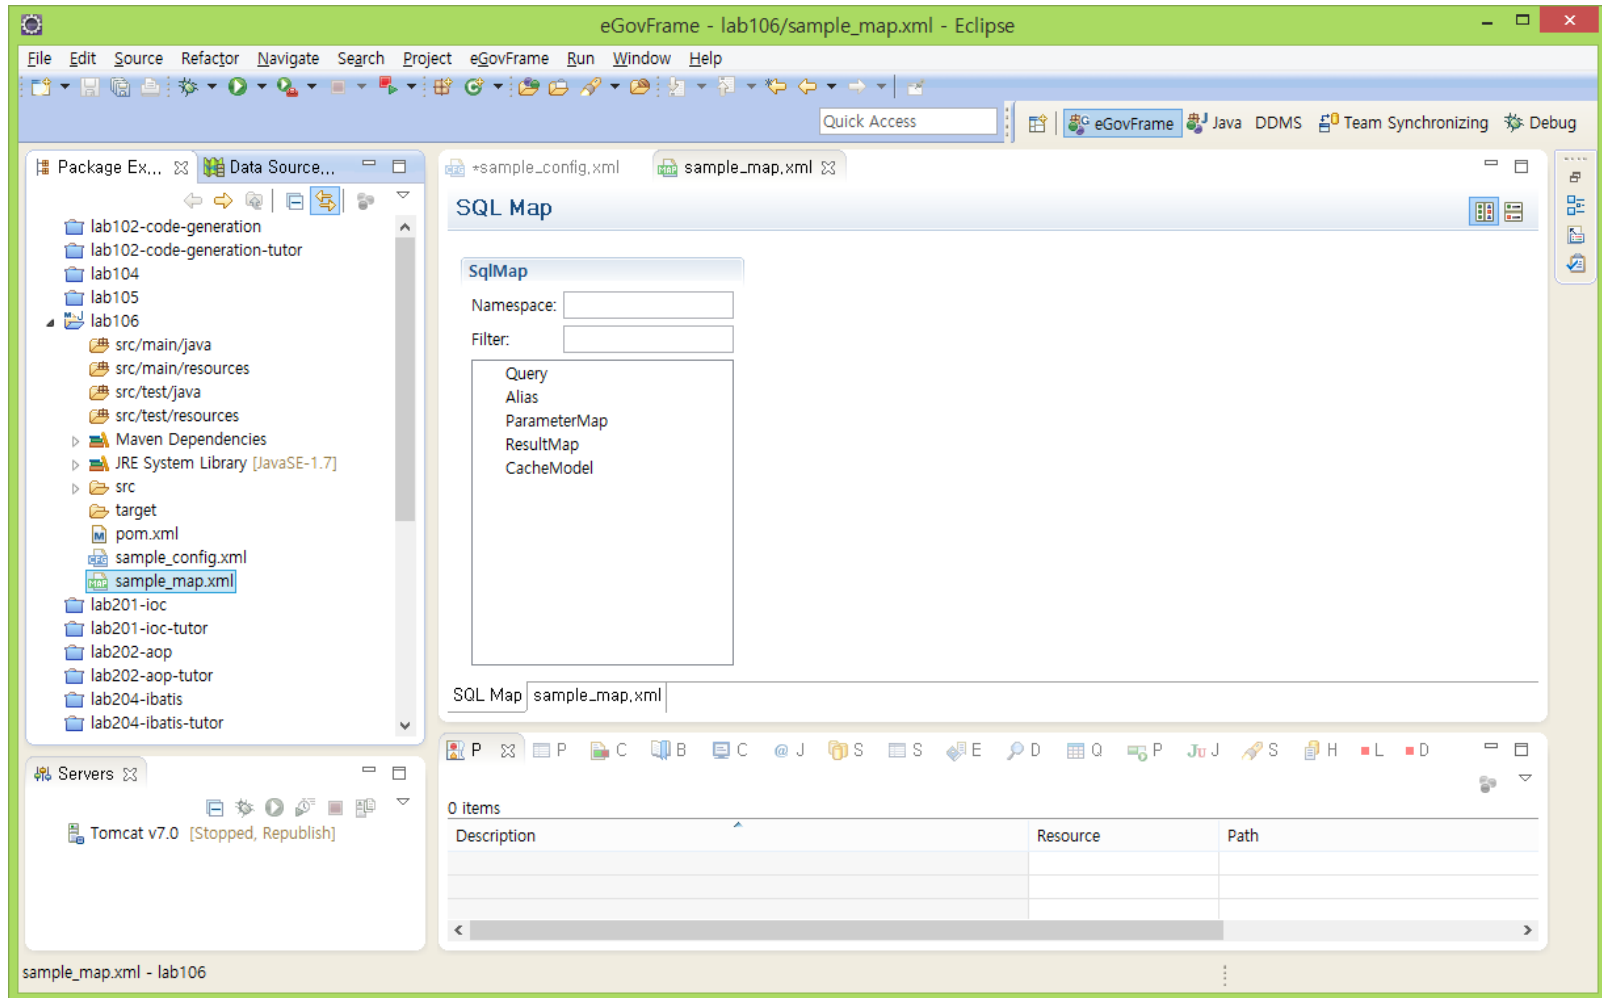 eGovFrame - lab106/sample_map.xml - Eclipse
File Edit Source Refactor Navigate Search Project eGovFrame Run Window Help
Quick Access
eGovFrame Java DDMS Team Synchronizing Debug
Package Ex... Data Source...
lab102-code-generation
lab102-code-generation-tutor
lab104
lab105
lab106
src/main/java
src/main/resources
src/test/java
src/test/resources
Maven Dependencies
JRE System Library [JavaSE-1.7]
src
target
pom.xml
sample_config.xml
sample_map.xml
lab201-ioc
lab201-ioc-tutor
lab202-aop
lab202-aop-tutor
lab204-ibatis
lab204-ibatis-tutor
*sample_config.xml sample_map.xml
SQL Map
SqlMap
Namespace:
Filter:
Query
Alias
ParameterMap
ResultMap
CacheModel
SQL Map sample_map.xml
Servers
Tomcat v7.0 [Stopped, Republish]
P P C B C @ J S S E D Q P Ju J S H L D
0 items
Description Resource Path
sample_map.xml - lab106